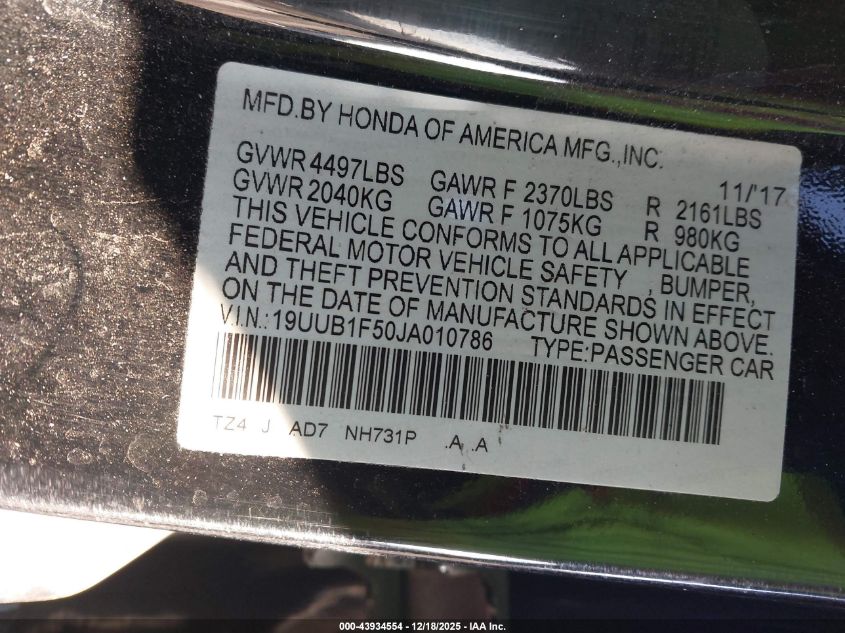 MFD.BY HONDA OF AMERICA MFG.,INC.
11/'17
GVWR 4497LBS GAWR F 2370LBS R 2161LBS
GVWR 2040KG GAWR F 1075KG R 980KG
THIS VEHICLE CONFORMS TO ALL APPLICABLE
FEDERAL MOTOR VEHICLE SAFETY , BUMPER,
AND THEFT PREVENTION STANDARDS IN EFFECT
ON THE DATE OF MANUFACTURE SHOWN ABOVE.
V.I.N.:19UUB1F50JA010786 TYPE:PASSENGER CAR
TZ4 J AD7 NH731P .A .A
000-43934554 - 12/18/2025 - IAA Inc.